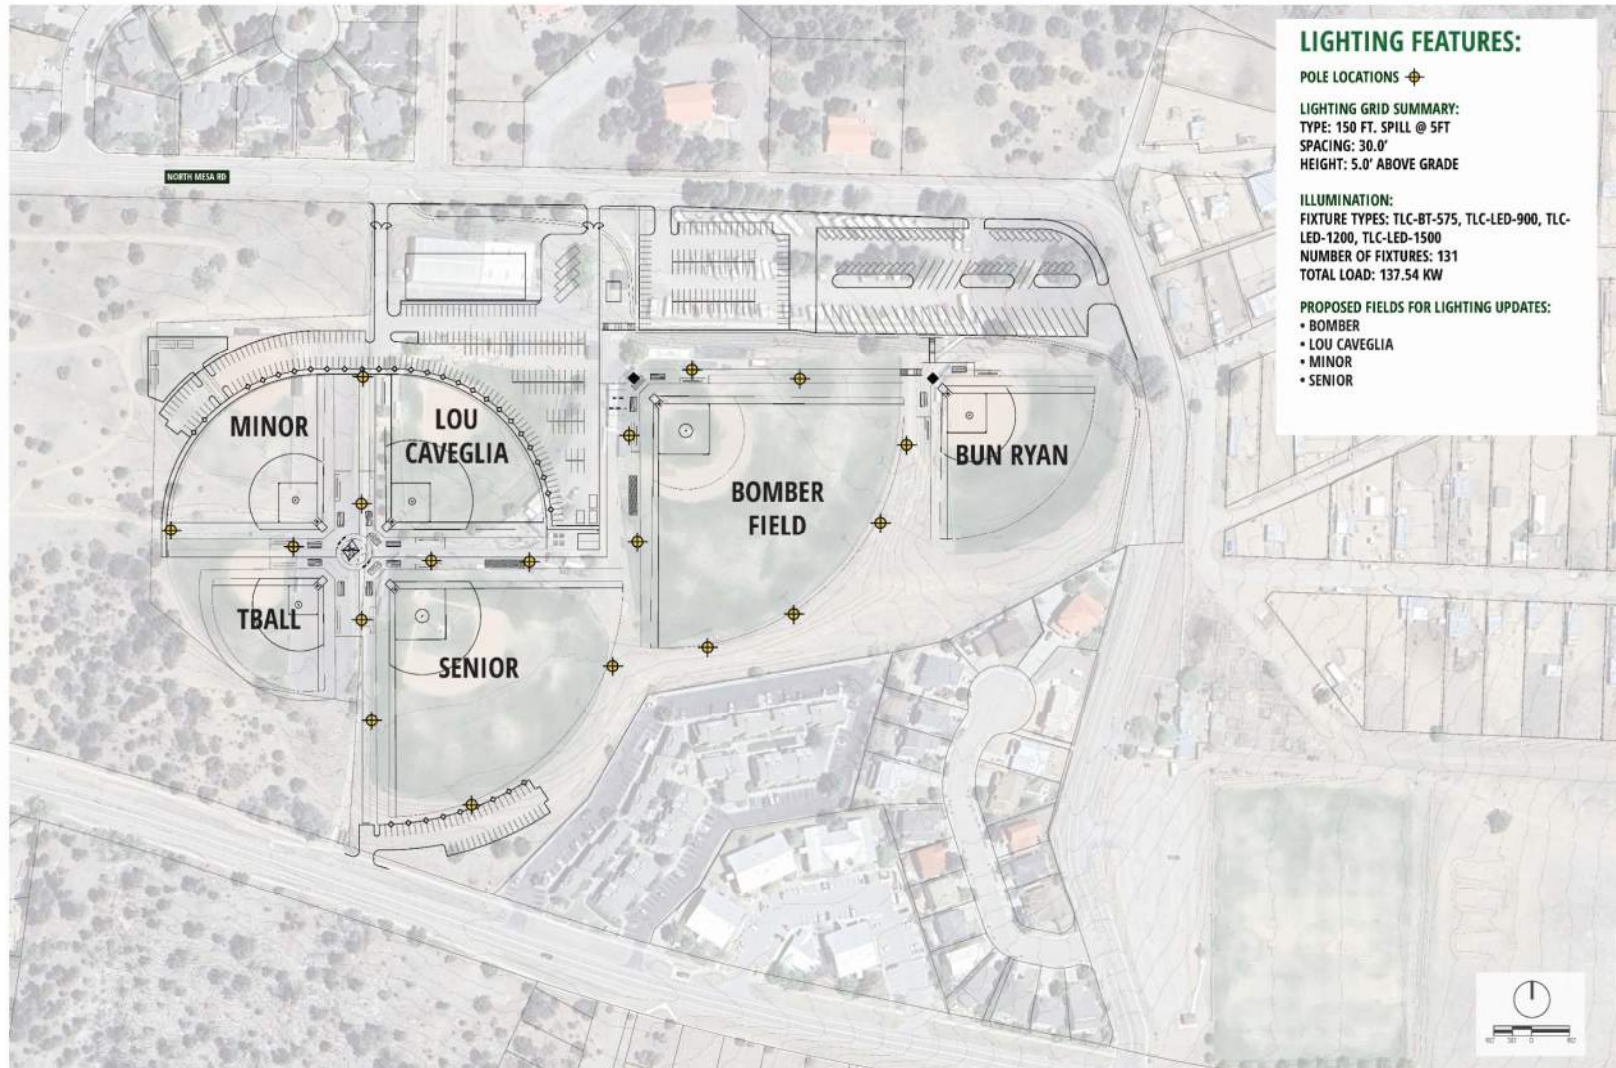 LIGHTING FEATURES:
POLE LOCATIONS
LIGHTING GRID SUMMARY:
TYPE: 150 FT. SPILL @ 5FT
SPACING: 30.0'
HEIGHT: 5.0' ABOVE GRADE
ILLUMINATION:
FIXTURE TYPES: TLC-BT-575, TLC-LED-900, TLC-
LED-1200, TLC-LED-1500
NUMBER OF FIXTURES: 131
TOTAL LOAD: 137.54 KW
PROPOSED FIELDS FOR LIGHTING UPDATES:
• BOMBER
• LOU CAVEGLIA
• MINOR
• SENIOR
NORTH MESA RD
MINOR
LOU
CAVEGLIA
BOMBER
FIELD
BUN RYAN
TBALL
SENIOR